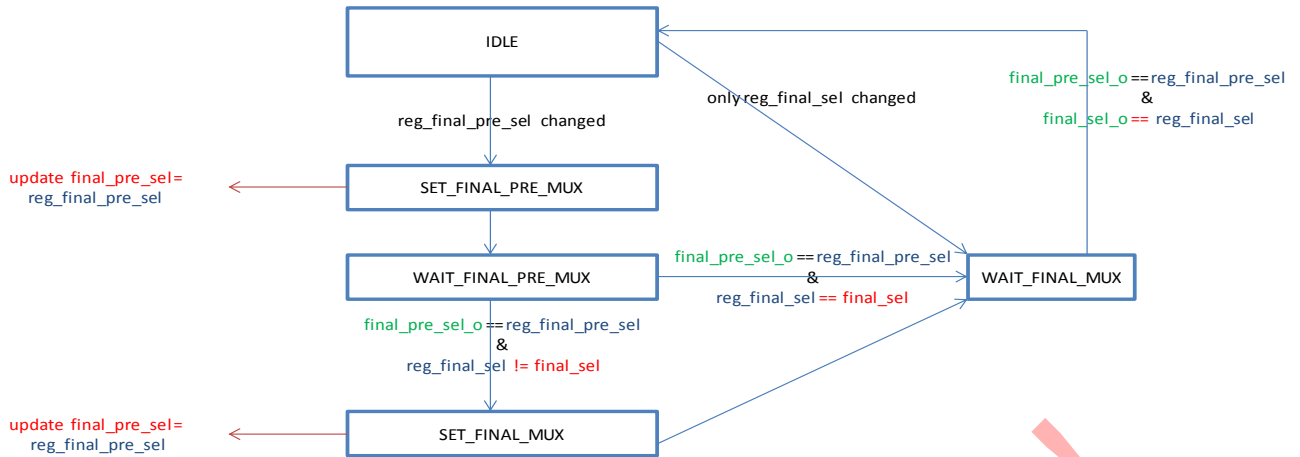 IDLE
final_pre_sel_o ==reg_final_pre_sel
&
final_sel_o == reg_final_sel
only reg_final_sel changed
reg_final_pre_sel changed
update final_pre_sel=
reg_final_pre_sel
SET_FINAL_PRE_MUX
WAIT_FINAL_PRE_MUX
final_pre_sel_o ==reg_final_pre_sel
&
reg_final_sel == final_sel
WAIT_FINAL_MUX
final_pre_sel_o ==reg_final_pre_sel
&
reg_final_sel != final_sel
update final_pre_sel=
reg_final_pre_sel
SET_FINAL_MUX